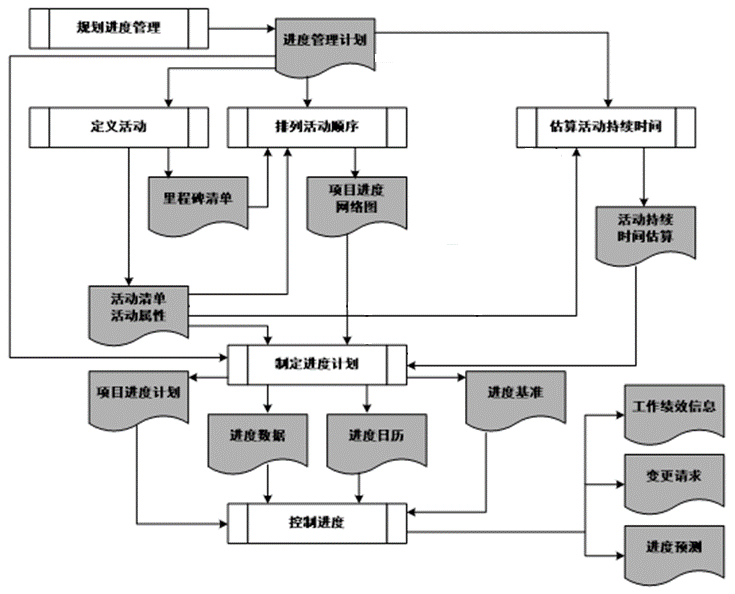 规划进度管理
进度管理计划
定义活动
排列活动顺序
估算活动持续时间
里程碑清单
项目进度
网络图
活动持续
时间估算
活动清单
活动属性
制定进度计划
项目进度计划
进度基准
进度数据
进度日历
工作绩效信息
变更请求
控制进度
进度预测